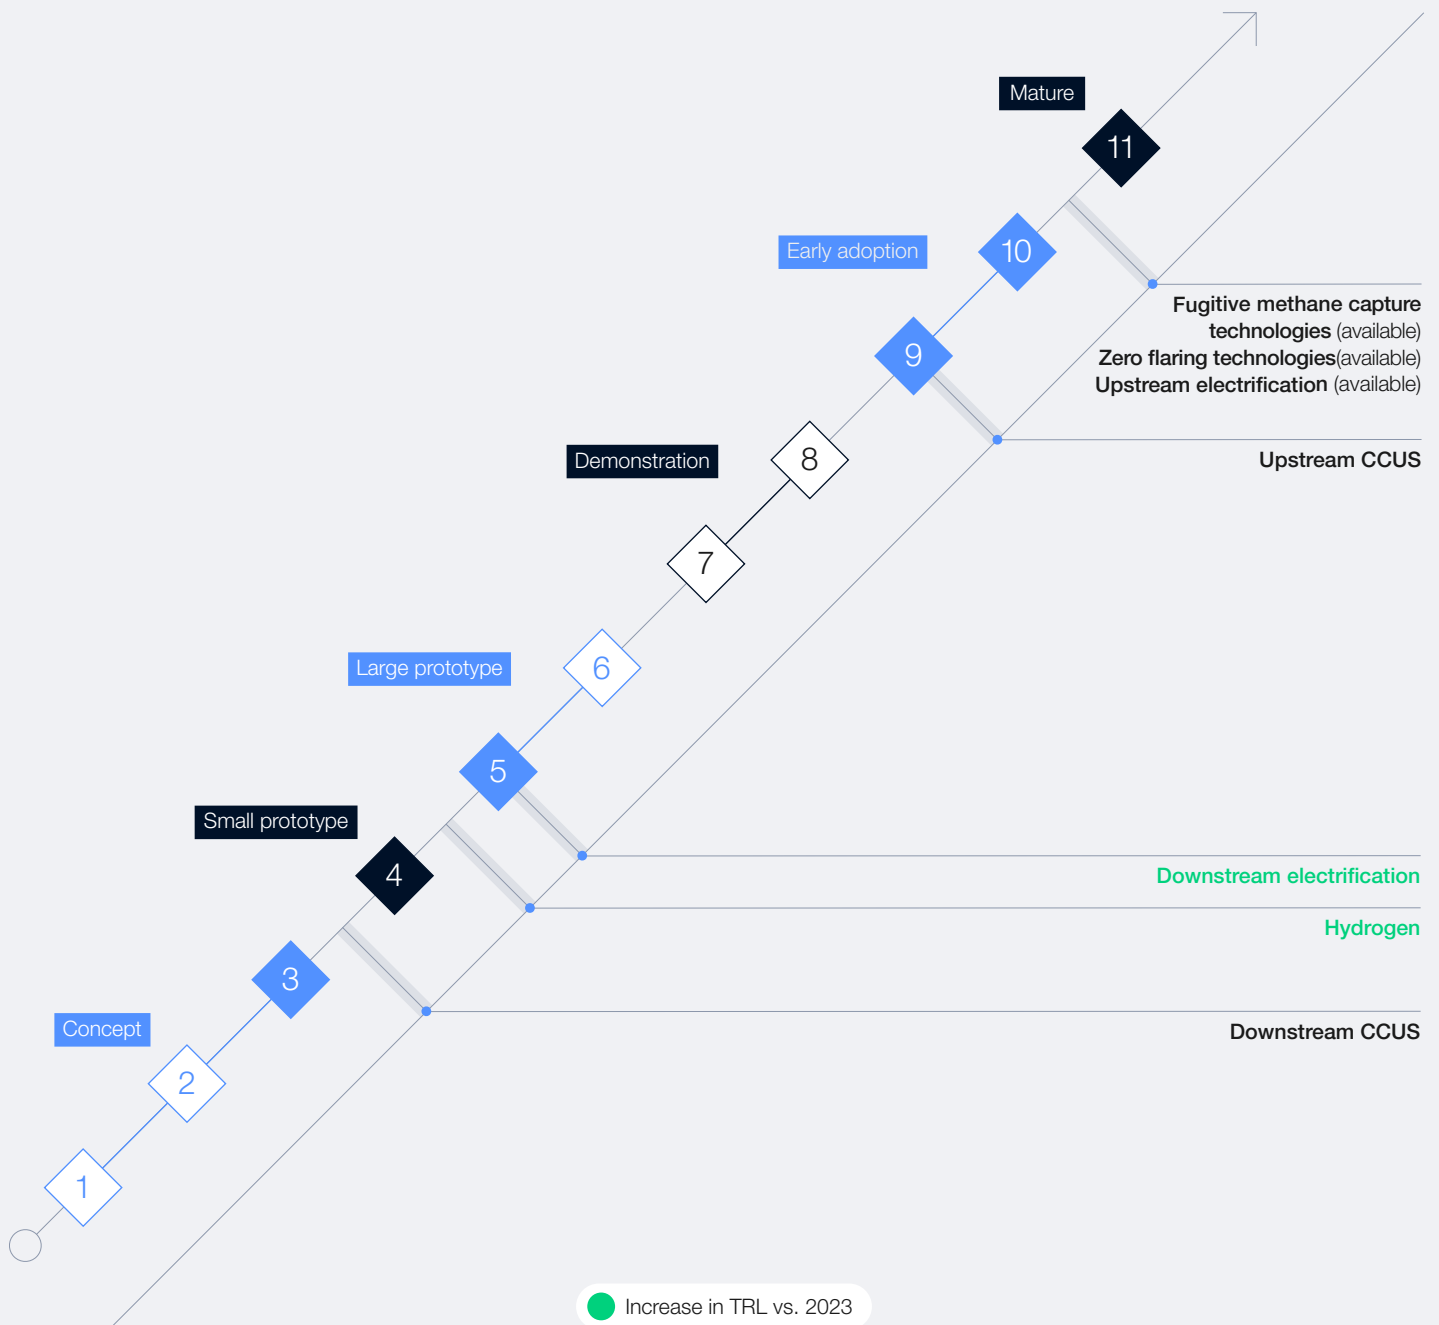 Mature
11
Early adoption
10
Fugitive methane capture
technologies (available)
Zero flaring technologies(available)
Upstream electrification (available)
9
Demonstration
8
Upstream CCUS
7
Large prototype
6
5
Small prototype
4
Downstream electrification
Hydrogen
3
Concept
Downstream CCUS
2
1
Increase in TRL vs. 2023